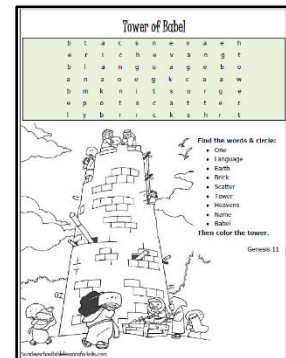 Tower of Babel
b t a c s n e v a e h
e r i c h e v a n g t
b l a n g u a g e b o
a n a o e g k c a a w
b m k n i t s o r g e
e p o t s c a t t e r
l y b r i c k s h r t
Find the words & circle:
• One
• Language
• Earth
• Brick
• Scatter
• Tower
• Heavens
• Name
• Babel
Then color the tower.
Genesis 11
Sundayschoolbiblelessonsforkids.com